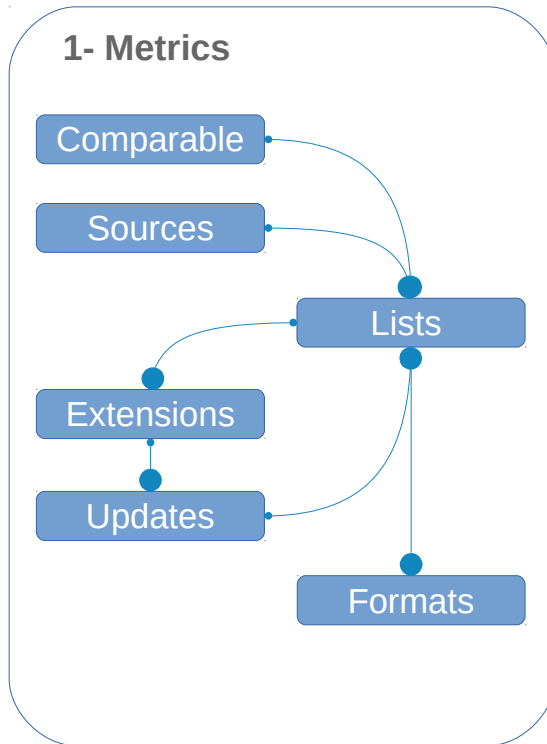 1- Metrics
Comparable
Sources
Lists
Extensions
Updates
Formats